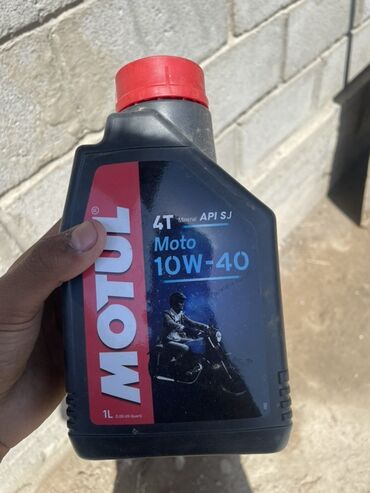 MOTUL®
4T Mineral API SJ
Moto
10W-40
1L